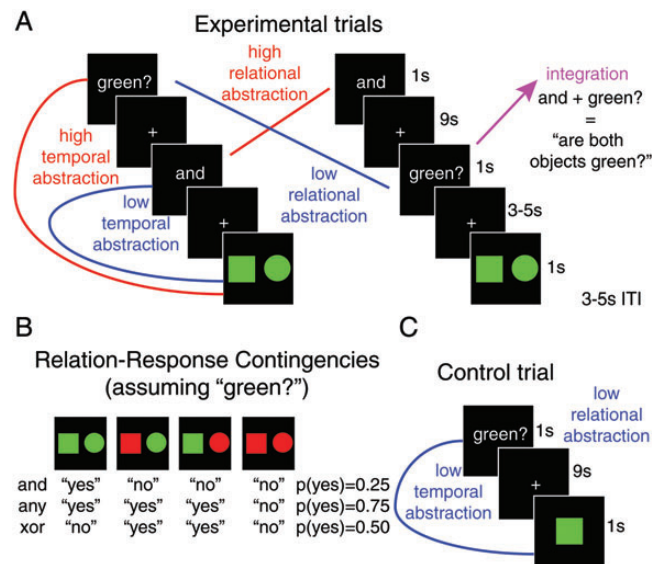 A
Experimental trials
green?
+
and
+
high
temporal
abstraction
low
temporal
abstraction
high
relational
abstraction
low
relational
abstraction
and
1s
+
9s
green?
1s
+
3-5s
1s
3-5s ITI
integration
and + green?
=
“are both
objects green?”
B
Relation-Response Contingencies
(assuming “green?”)
and “yes” “no” “no” “no” p(yes)=0.25
any “yes” “yes” “yes” “no” p(yes)=0.75
xor “no” “yes” “yes” “no” p(yes)=0.50
C
Control trial
green?
1s
+
9s
1s
low
relational
abstraction
low
temporal
abstraction